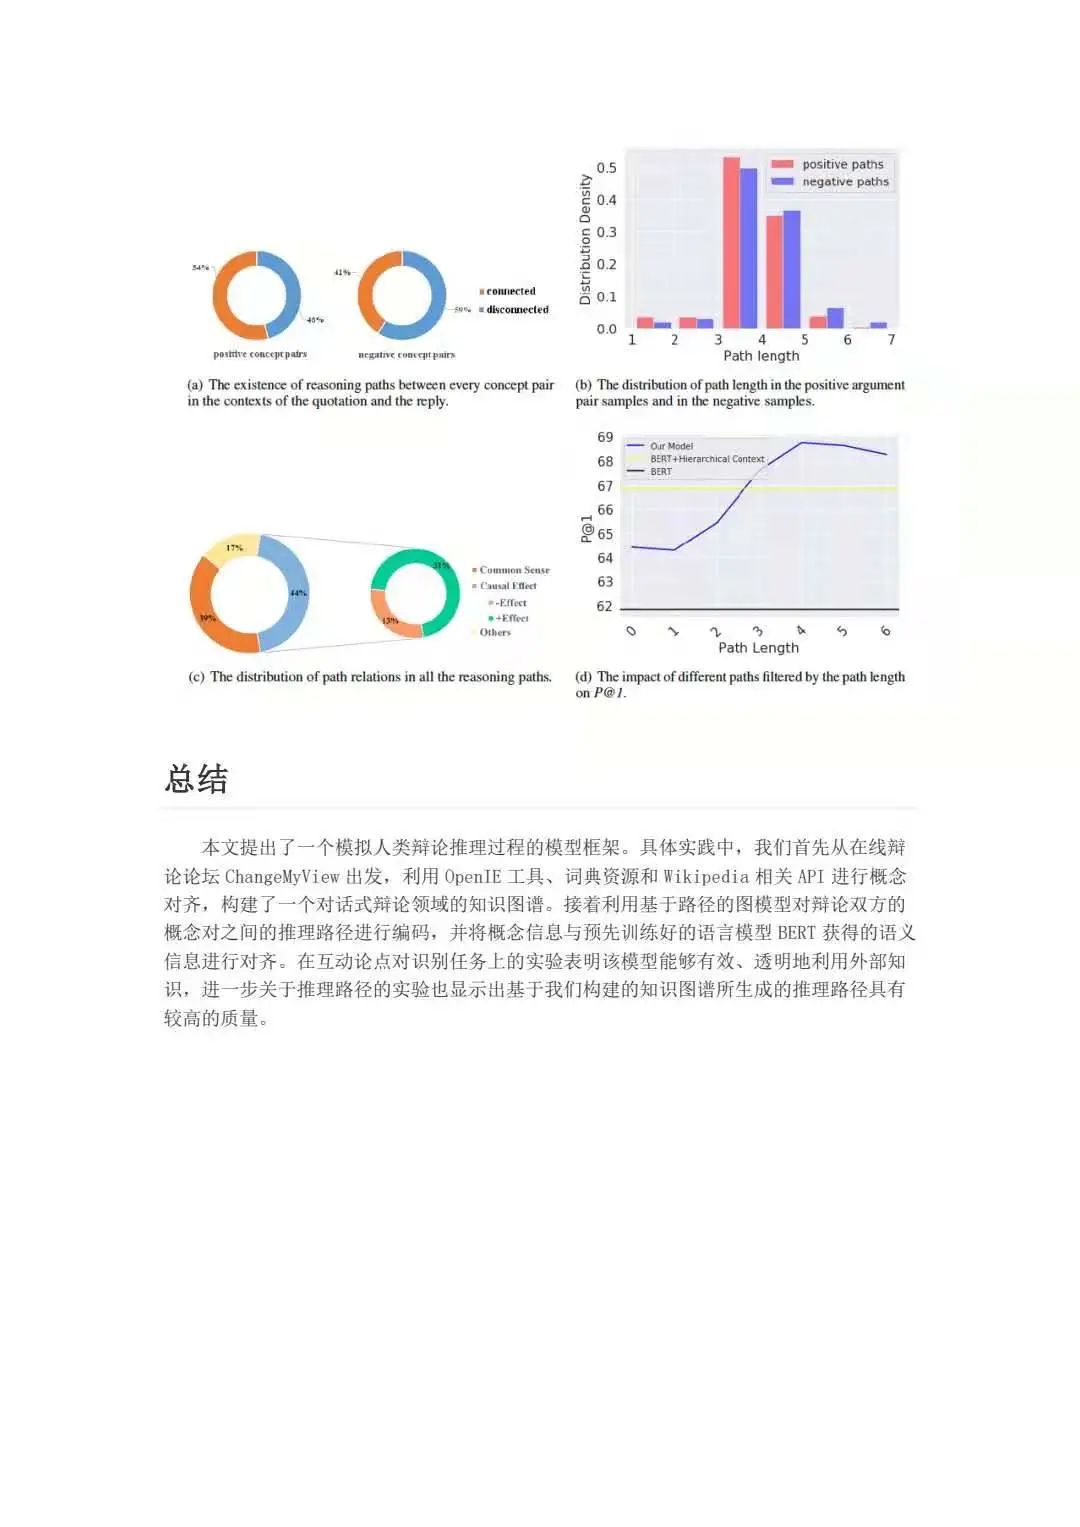 54%
46%
positive concept pairs
41%
59%
negative concept pairs
connected
disconnected
(a) The existence of reasoning paths between every concept pair
in the contexts of the quotation and the reply.
Distribution Density
0.5
0.4
0.3
0.2
0.1
0.0
positive paths
negative paths
1 2 3 4 5 6 7
Path length
(b) The distribution of path length in the positive argument
pair samples and in the negative samples.
17%
44%
39%
31%
13%
Common Sense
Causal Effect
-Effect
+Effect
Others
(c) The distribution of path relations in all the reasoning paths.
P@1
69
68
67
66
65
64
63
62
Our Model
BERT+Hierarchical Context
BERT
0 1 2 3 4 5 6
Path Length
(d) The impact of different paths filtered by the path length
on P@1.
总结
本文提出了一个模拟人类辩论推理过程的模型框架。具体实践中，我们首先从在线辩
论论坛 ChangeMyView 出发，利用 OpenIE 工具、词典资源和 Wikipedia 相关 API 进行概念
对齐，构建了一个对话式辩论领域的知识图谱。接着利用基于路径的图模型对辩论双方的
概念对之间的推理路径进行编码，并将概念信息与预先训练好的语言模型 BERT 获得的语义
信息进行对齐。在互动论点对识别任务上的实验表明该模型能够有效、透明地利用外部知
识，进一步关于推理路径的实验也显示出基于我们构建的知识图谱所生成的推理路径具有
较高的质量。